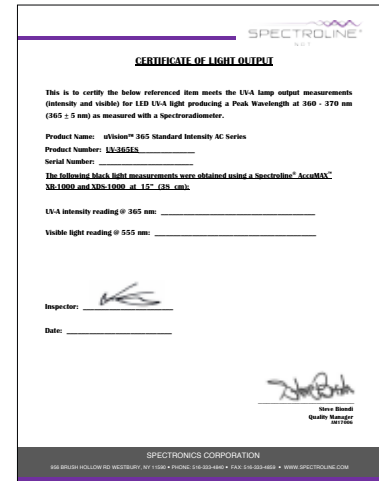 SPECTROLINE®
CERTIFICATE OF LIGHT OUTPUT
This is to certify the below referenced item meets the UV-A lamp output measurements
(intensity and visible) for LED UV-A light producing a Peak Wavelength at 360 - 370 nm
(365 ± 5 nm) as measured with a Spectroradiometer.
Product Name: uVision™ 365 Standard Intensity AC Series
Product Number: UV-365ES
Serial Number:
The following black light measurements were obtained using a Spectroline® AccuMAX™
XR-1000 and XDS-1000 at 15" (38 cm):
UV-A intensity reading @ 365 nm:
Visible light reading @ 555 nm:
Inspector:
Date:
Steve Biondi
Quality Manager
AM17006
SPECTRONICS CORPORATION
956 BRUSH HOLLOW RD WESTBURY, NY 11590 • PHONE: 516-333-4840 • FAX: 516-333-4859 • WWW.SPECTROLINE.COM